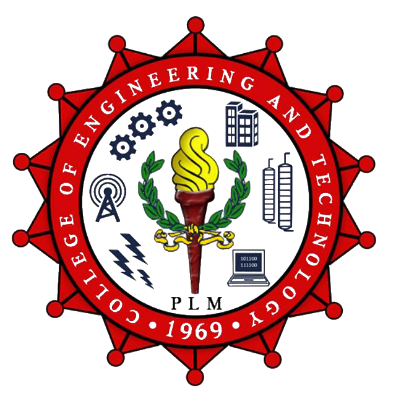 COLLEGE OF ENGINEERING AND TECHNOLOGY
101100
111100
PLM
• 1969 •